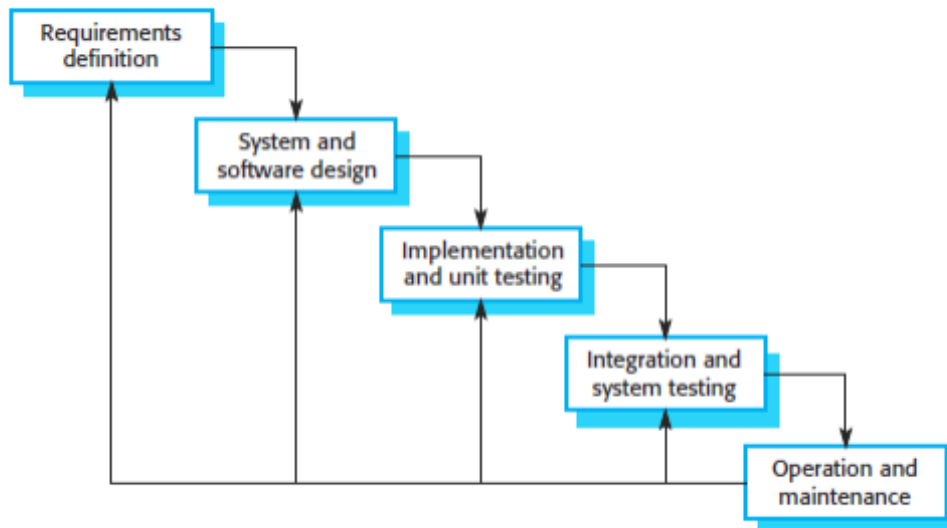 Requirements
definition
System and
software design
Implementation
and unit testing
Integration and
system testing
Operation and
maintenance